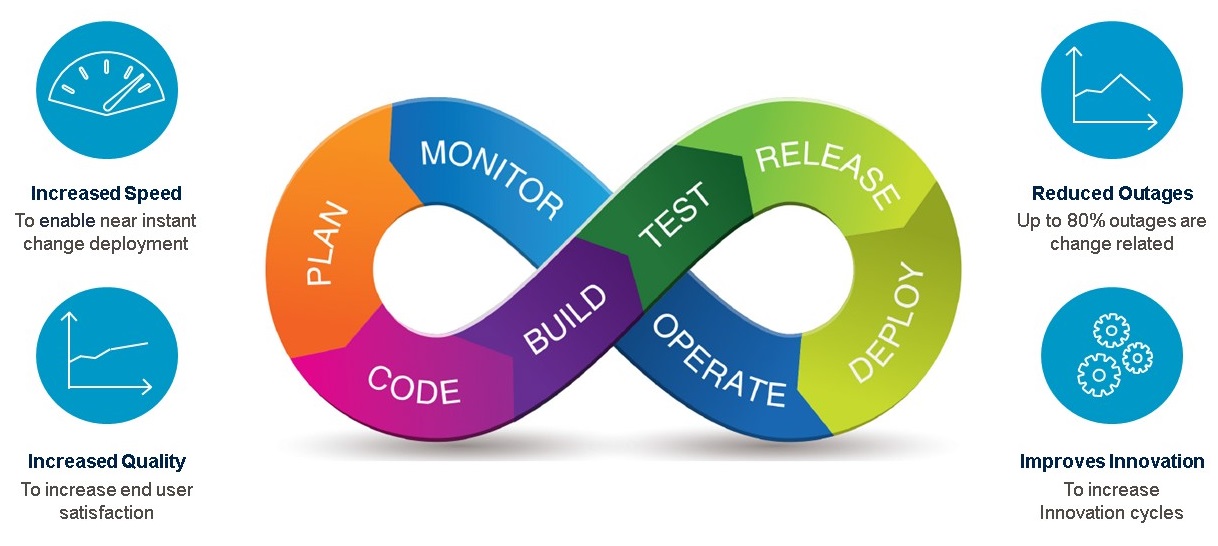 Increased Speed
To enable near instant
change deployment
Increased Quality
To increase end user
satisfaction
PLAN
CODE
BUILD
TEST
RELEASE
DEPLOY
OPERATE
MONITOR
Reduced Outages
Up to 80% outages are
change related
Improves Innovation
To increase
Innovation cycles